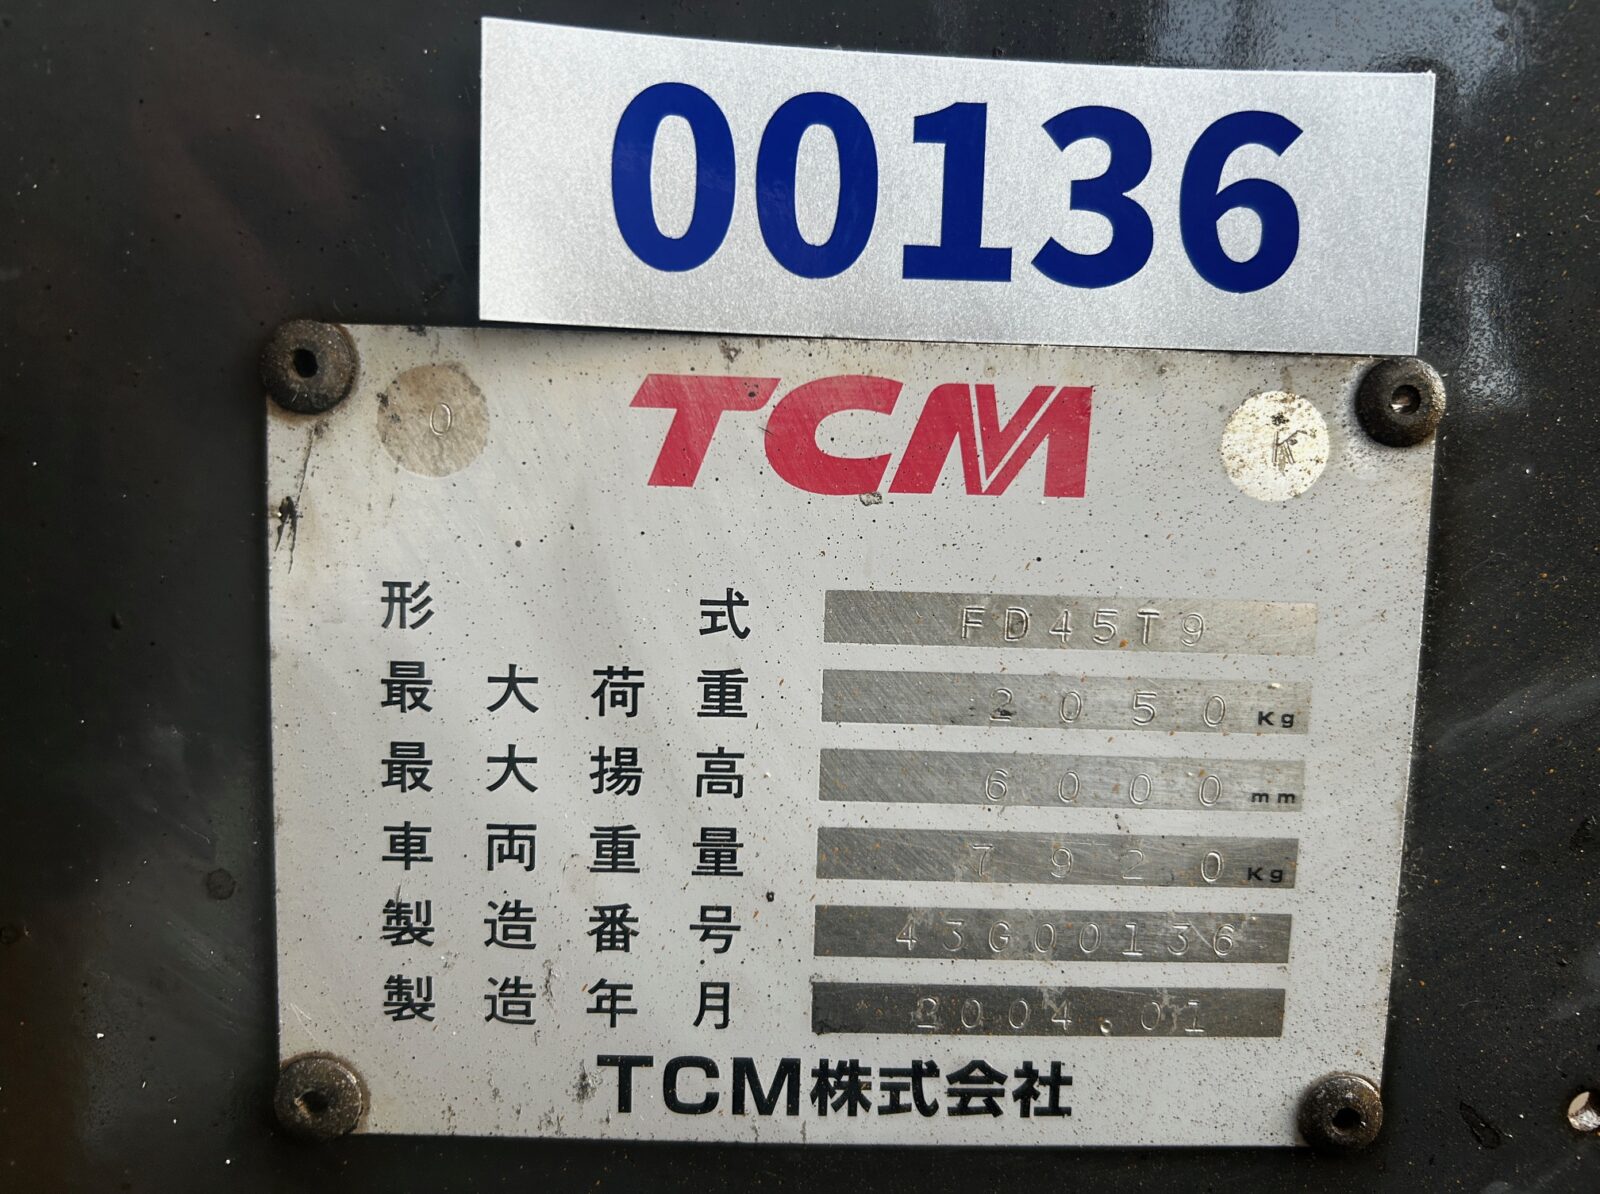 00136
O TCM K
形式 FD45T9
最大荷重 2050 Kg
最大揚高 6000 mm
車両重量 7920 Kg
製造番号 43G00136
製造年月 2004.01
TCM株式会社